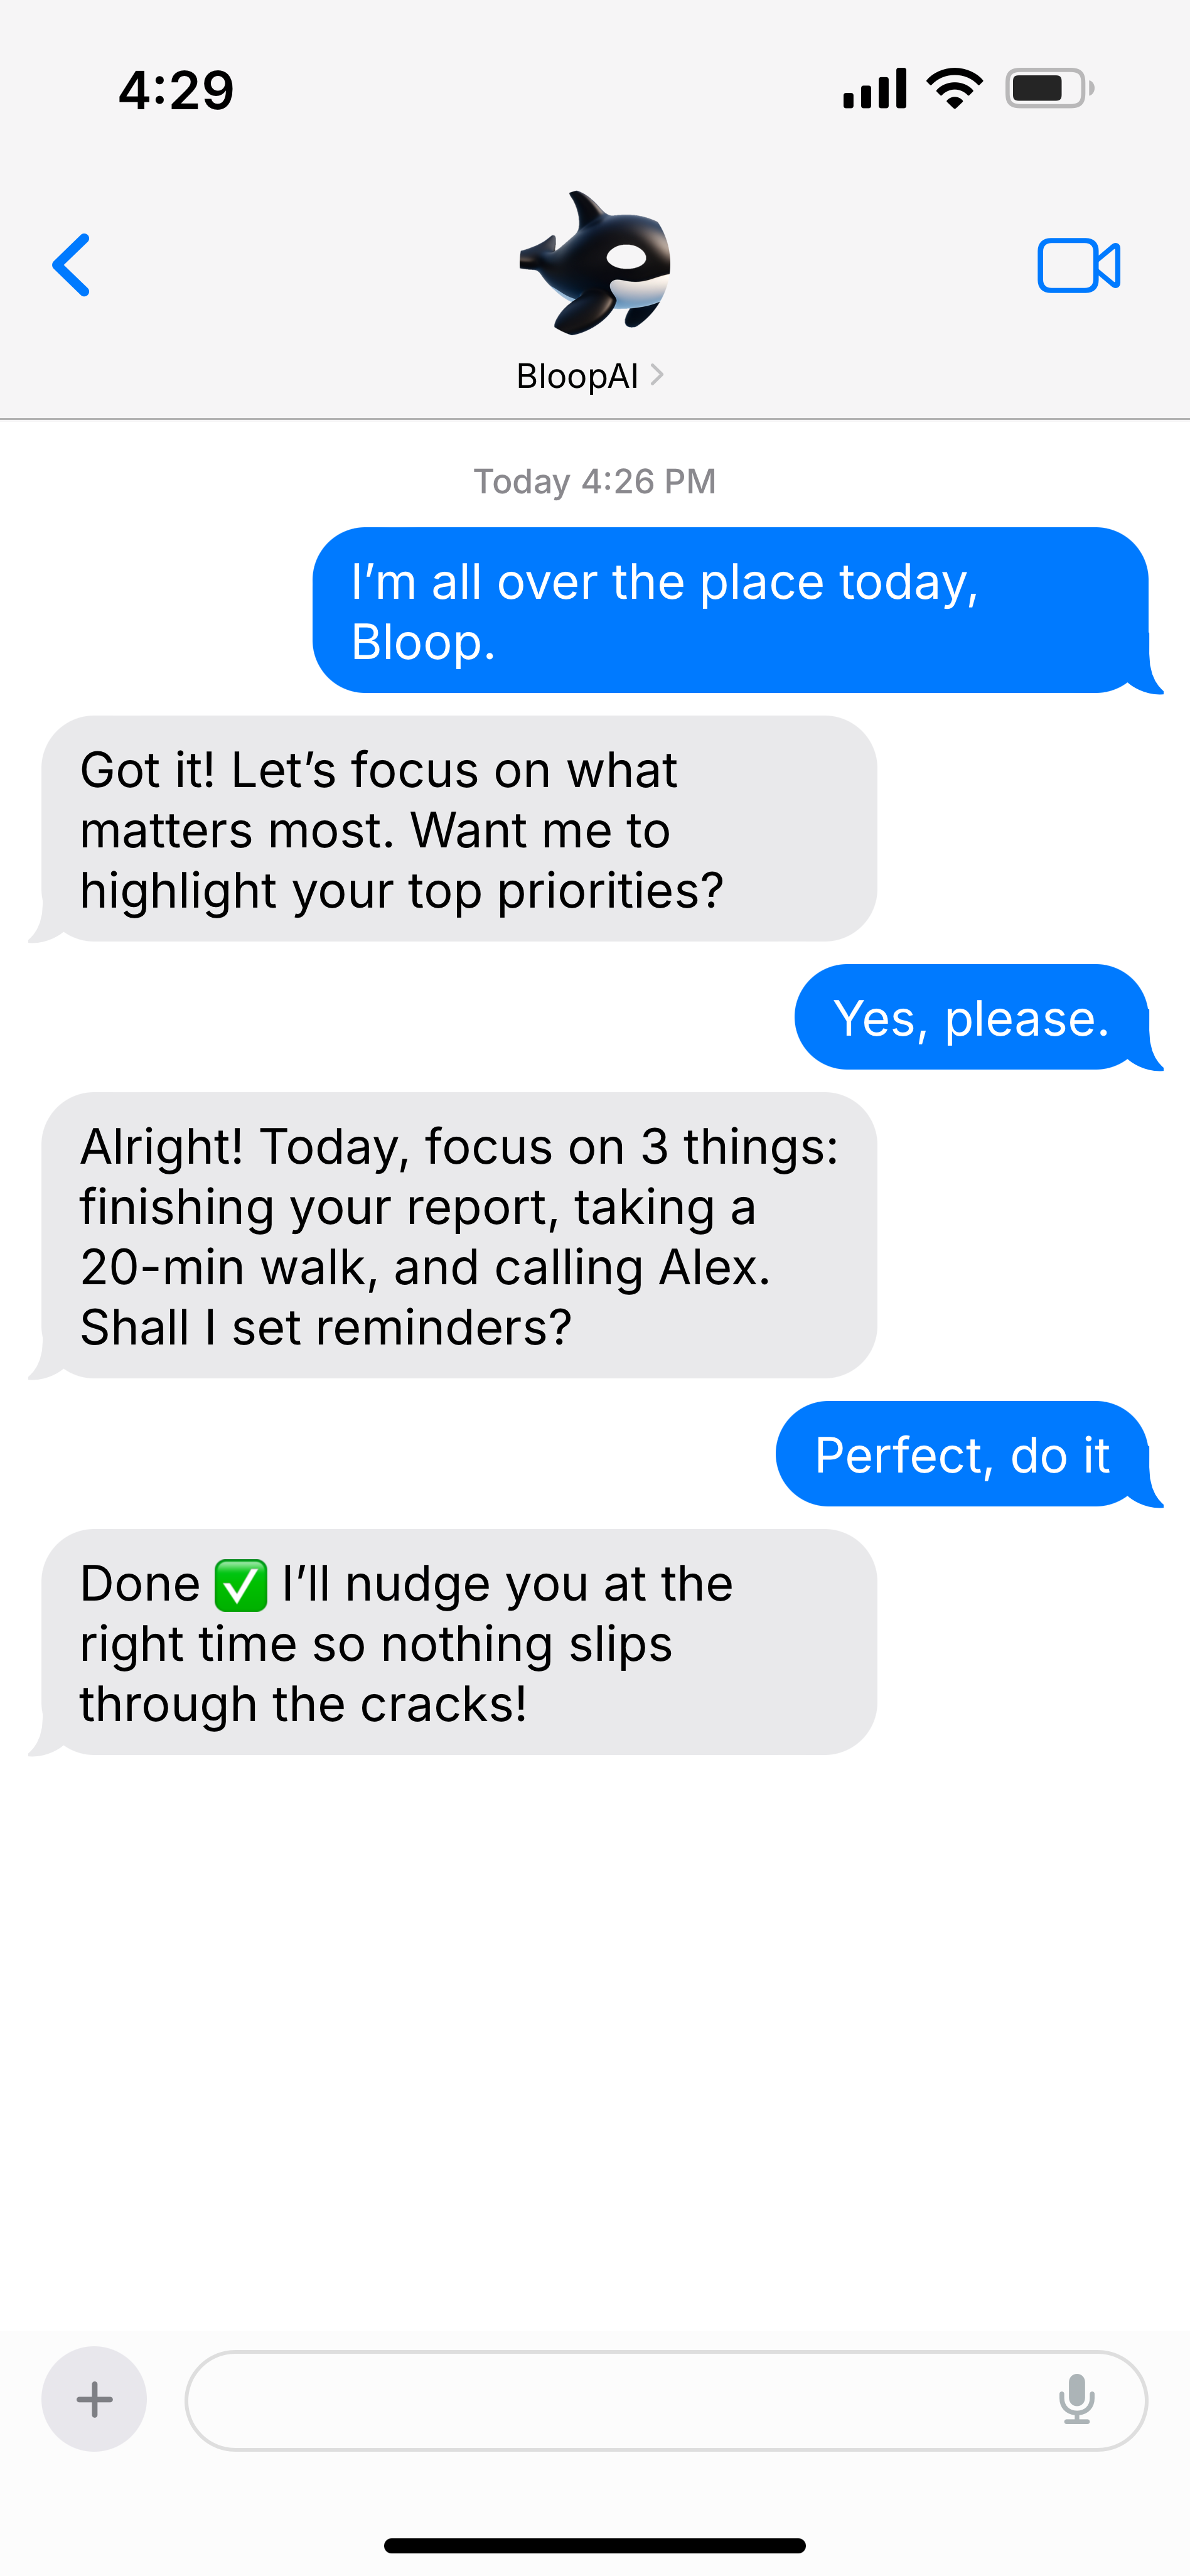 4:29
BloopAI
Today 4:26 PM
I’m all over the place today,
Bloop.
Got it! Let’s focus on what
matters most. Want me to
highlight your top priorities?
Yes, please.
Alright! Today, focus on 3 things:
finishing your report, taking a
20-min walk, and calling Alex.
Shall I set reminders?
Perfect, do it
Done ✅ I’ll nudge you at the
right time so nothing slips
through the cracks!